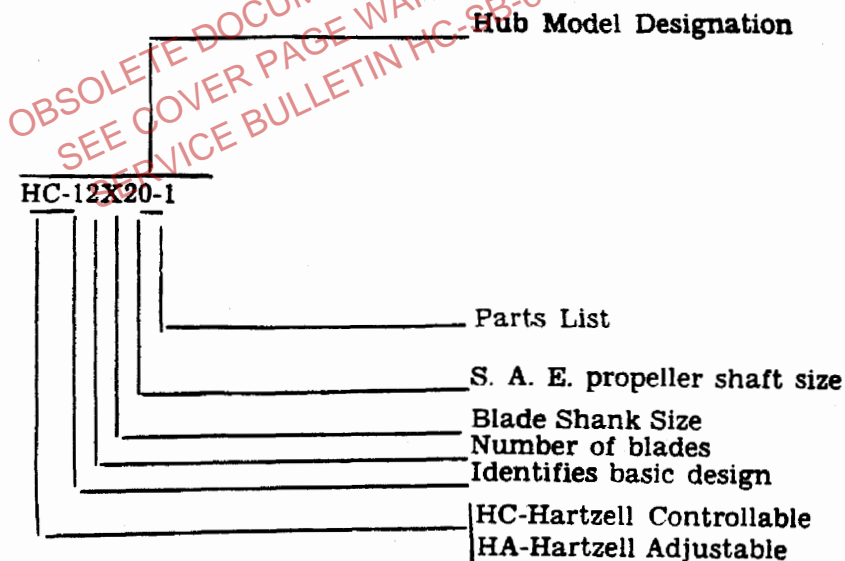 Hub Model Designation
OBSOLETE DOCUM
SEE COVER PAGE WAR
SERVICE BULLETIN HC-SB-
HC-12X20-1
Parts List
S. A. E. propeller shaft size
Blade Shank Size
Number of blades
Identifies basic design
HC-Hartzell Controllable
HA-Hartzell Adjustable